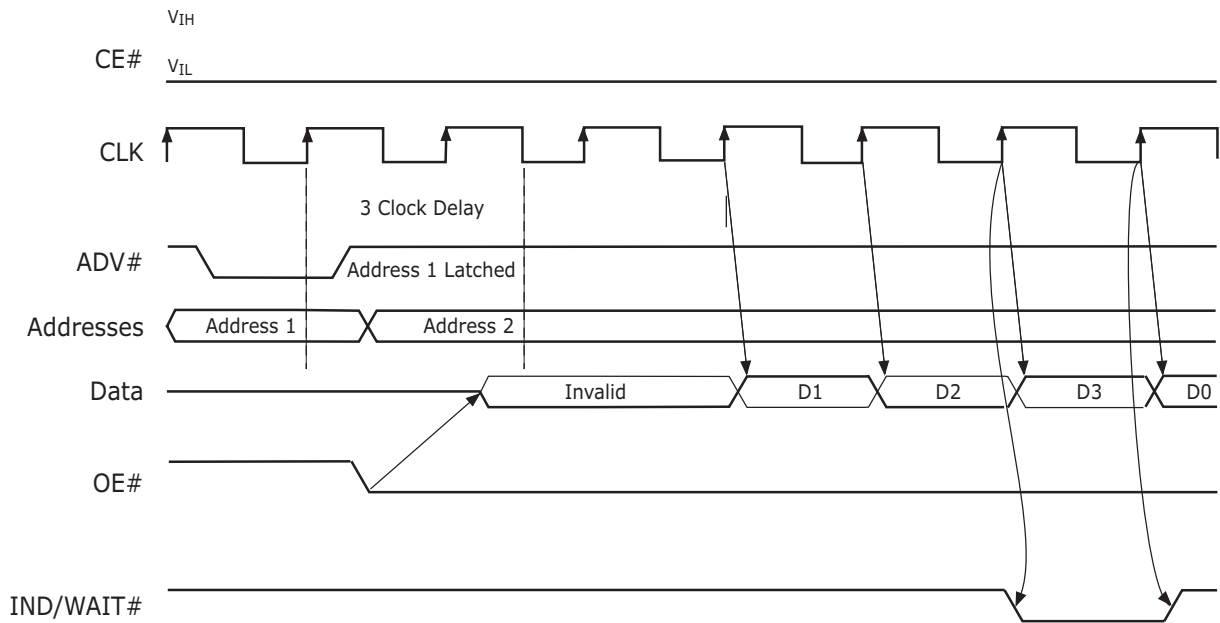 VIH
CE#
VIL
CLK
3 Clock Delay
ADV#
Address 1 Latched
Addresses
Address 1
Address 2
Data
Invalid
D1
D2
D3
D0
OE#
IND/WAIT#